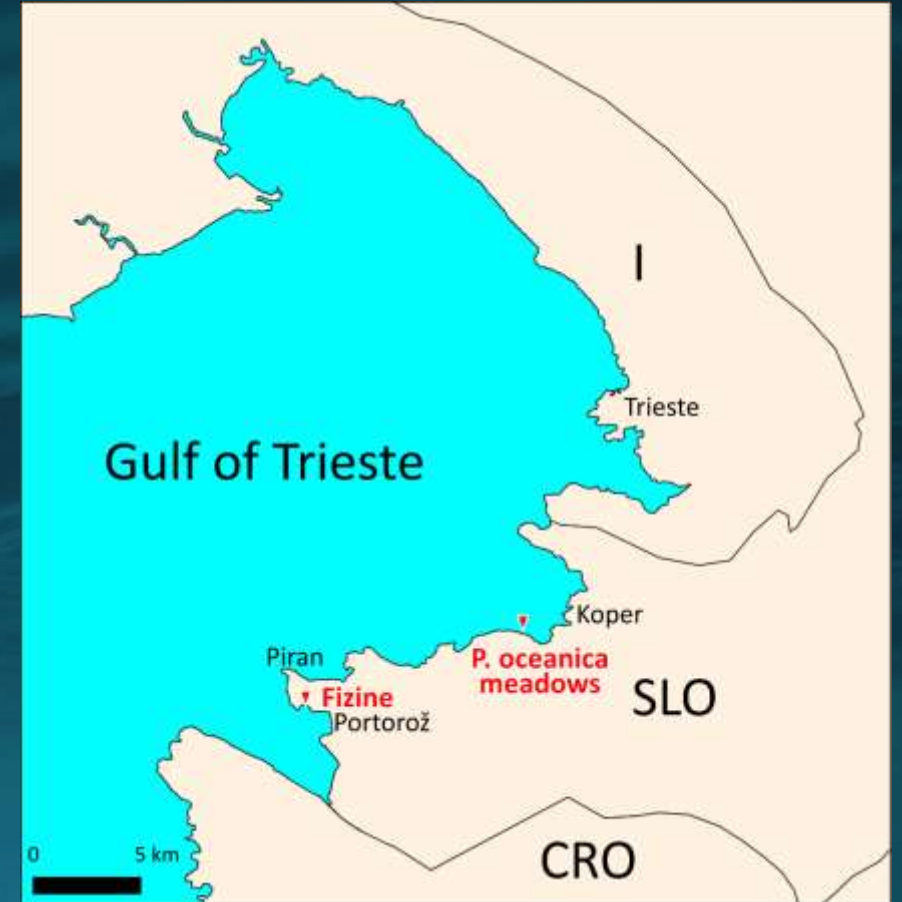 I
Trieste
Gulf of Trieste
Koper
Piran
P. oceanica
meadows
SLO
Fizine
Portorož
0 5 km
CRO